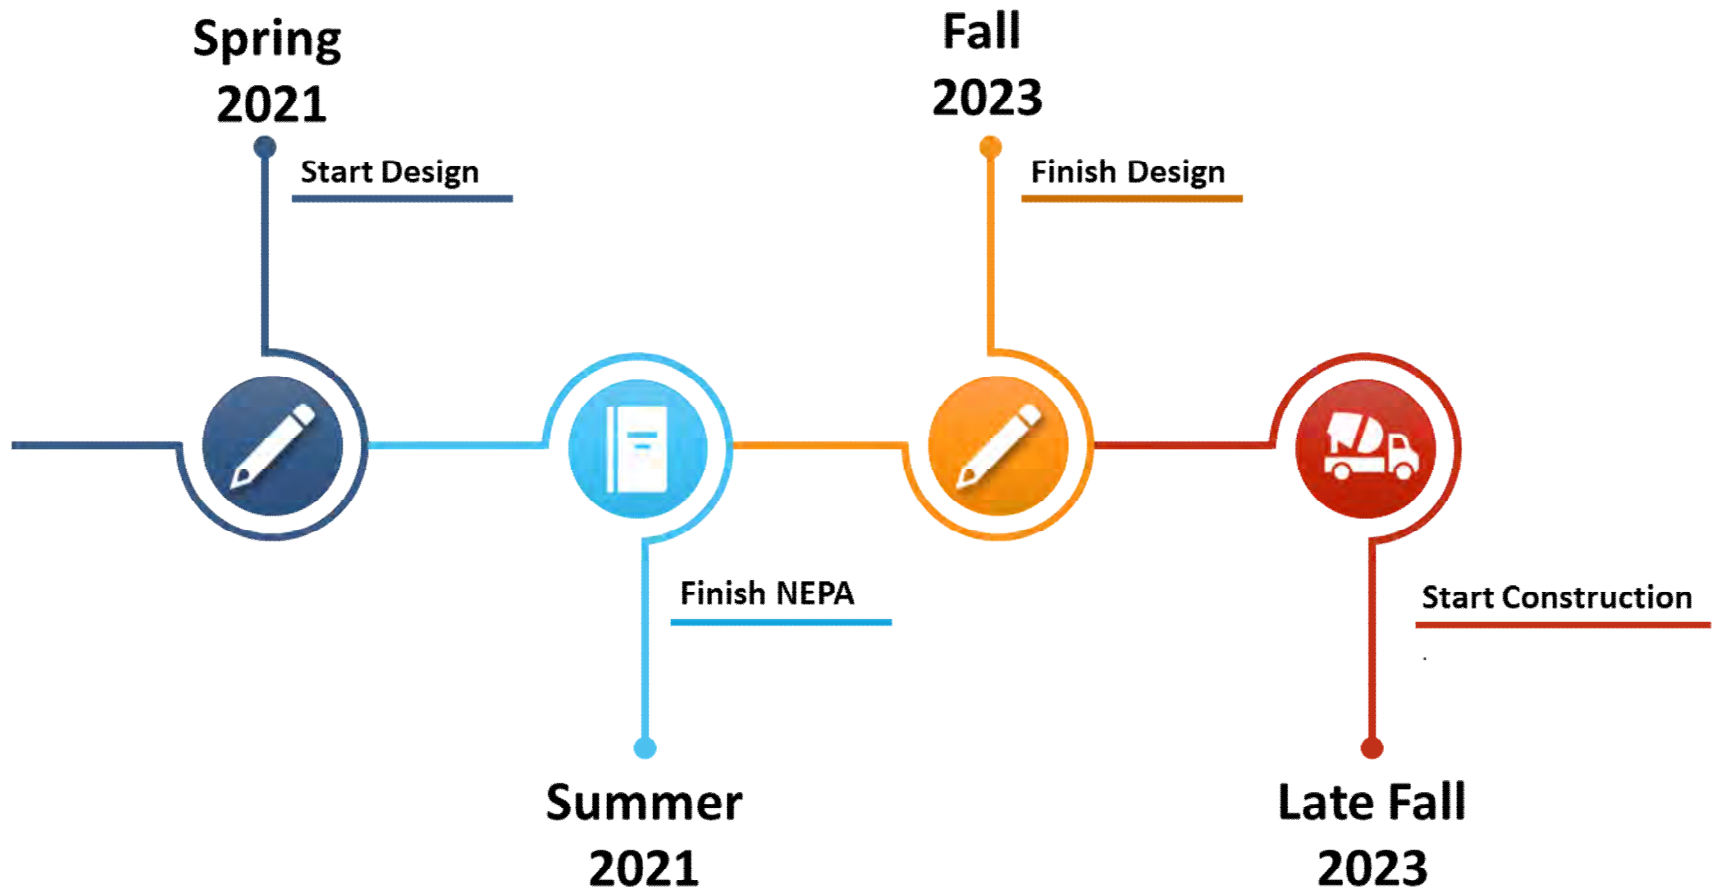 Spring
2021
Start Design
Summer
2021
Finish NEPA
Fall
2023
Finish Design
Late Fall
2023
Start Construction
.